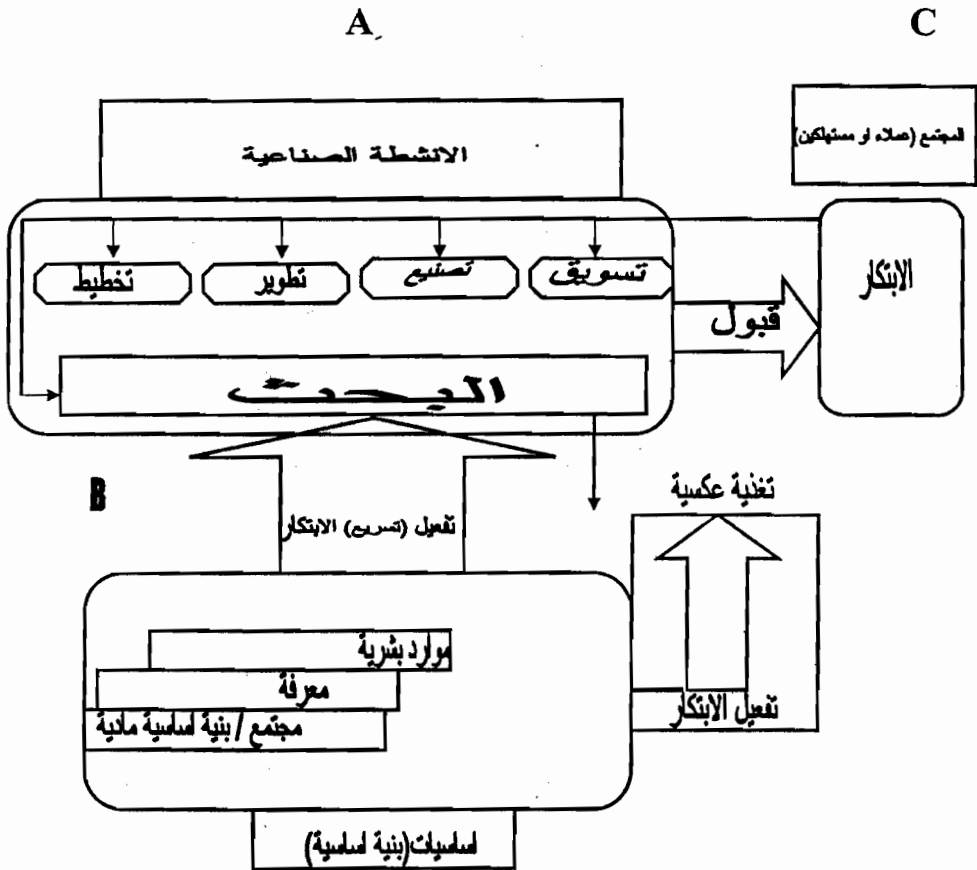 A
C
المجتمع (عملاء او مستهلكين)
الانشطة الصناعية
تسويق
تصنيع
تطوير
تخطيط
الابتكار
قبول
البحث
B
تغذية عكسية
تفعيل (تسريع) الابتكار
موارد بشرية
معرفة
مجتمع / بنية اساسية مادية
تفعيل الابتكار
اساسيات (بنية اساسية)